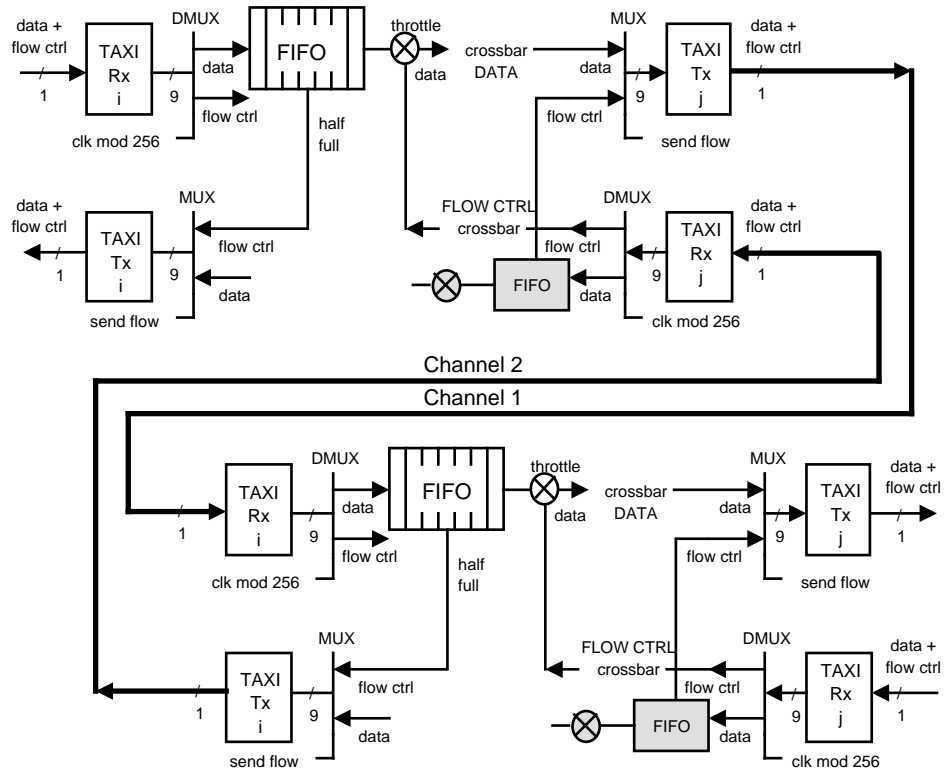 data +
flow ctrl
1
TAXI
Rx
i
9
clk mod 256
DMUX
data
flow ctrl
FIFO
half
full
throttle
data
crossbar
DATA
MUX
data
flow ctrl
9
TAXI
Tx
j
send flow
data +
flow ctrl
1
data +
flow ctrl
1
TAXI
Tx
i
9
send flow
MUX
flow ctrl
data
FLOW CTRL
crossbar
flow ctrl
FIFO
data
DMUX
9
TAXI
Rx
j
clk mod 256
data +
flow ctrl
1
Channel 2
Channel 1
1
TAXI
Rx
i
9
clk mod 256
DMUX
data
flow ctrl
FIFO
half
full
throttle
data
crossbar
DATA
MUX
data
flow ctrl
9
TAXI
Tx
j
send flow
data +
flow ctrl
1
1
TAXI
Tx
i
9
send flow
MUX
flow ctrl
data
FLOW CTRL
crossbar
flow ctrl
FIFO
data
DMUX
9
TAXI
Rx
j
clk mod 256
data +
flow ctrl
1